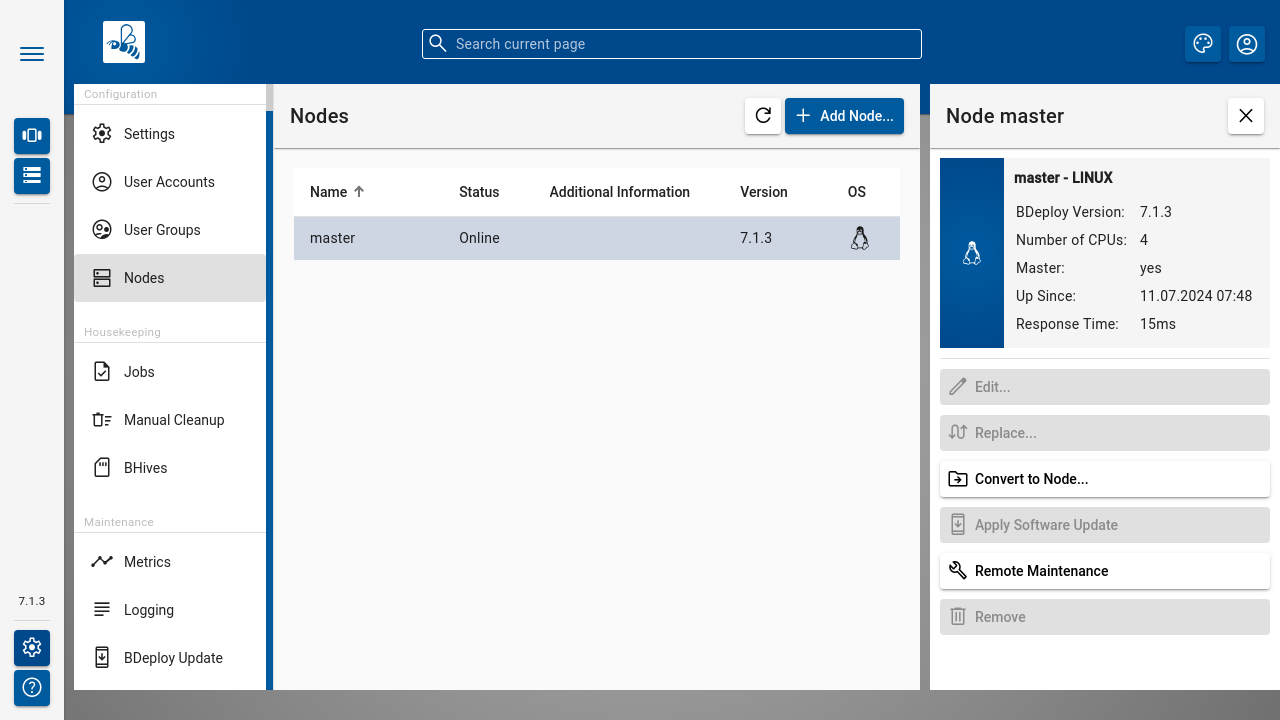 Search current page
Configuration
Settings
User Accounts
User Groups
Nodes
Housekeeping
Jobs
Manual Cleanup
BHives
Maintenance
Metrics
Logging
BDeploy Update
7.1.3
Nodes
Add Node...
Name Status Additional Information Version OS
master Online 7.1.3
Node master
master - LINUX
BDeploy Version: 7.1.3
Number of CPUs: 4
Master: yes
Up Since: 11.07.2024 07:48
Response Time: 15ms
Edit...
Replace...
Convert to Node...
Apply Software Update
Remote Maintenance
Remove